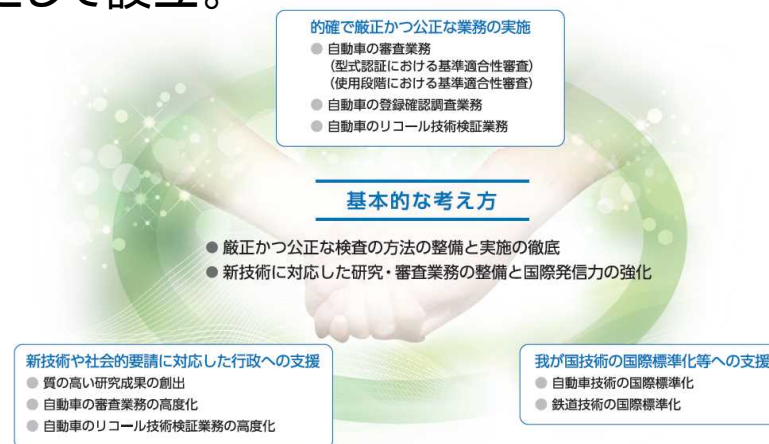 として設立。
的確で厳正かつ公正な業務の実施
● 自動車の審査業務
（型式認証における基準適合性審査）
（使用段階における基準適合性審査）
● 自動車の登録確認調査業務
● 自動車のリコール技術検証業務
基本的な考え方
● 厳正かつ公正な検査の方法の整備と実施の徹底
● 新技術に対応した研究・審査業務の整備と国際発信力の強化
新技術や社会的要請に対応した行政への支援
● 質の高い研究成果の創出
● 自動車の審査業務の高度化
● 自動車のリコール技術検証業務の高度化
我が国技術の国際標準化等への支援
● 自動車技術の国際標準化
● 鉄道技術の国際標準化